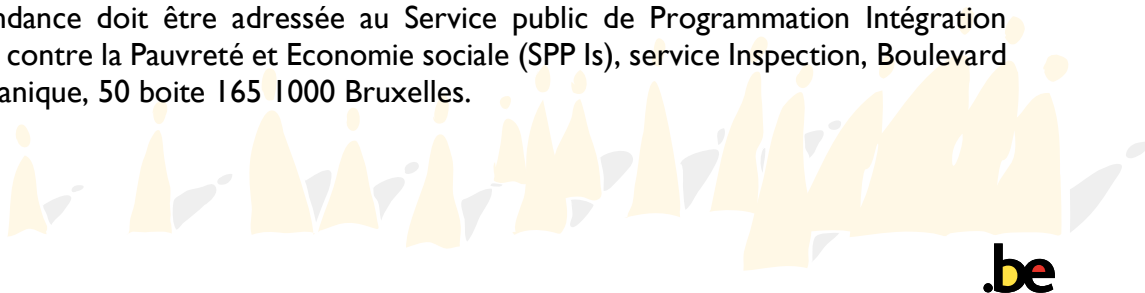 ndance doit être adressée au Service public de Programmation Intégration
contre la Pauvreté et Economie sociale (SPP Is), service Inspection, Boulevard
anique, 50 boite 165 1000 Bruxelles.
.be